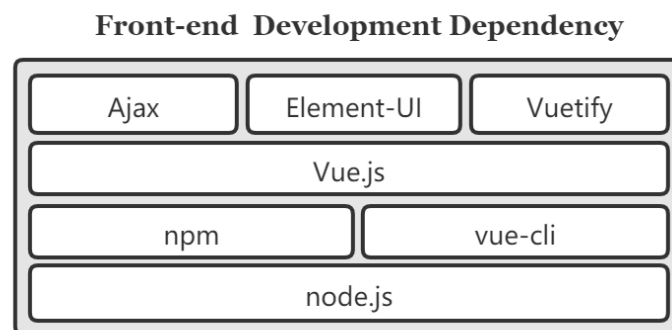 Front-end Development Dependency
Ajax
Element-UI
Vuetify
Vue.js
npm
vue-cli
node.js